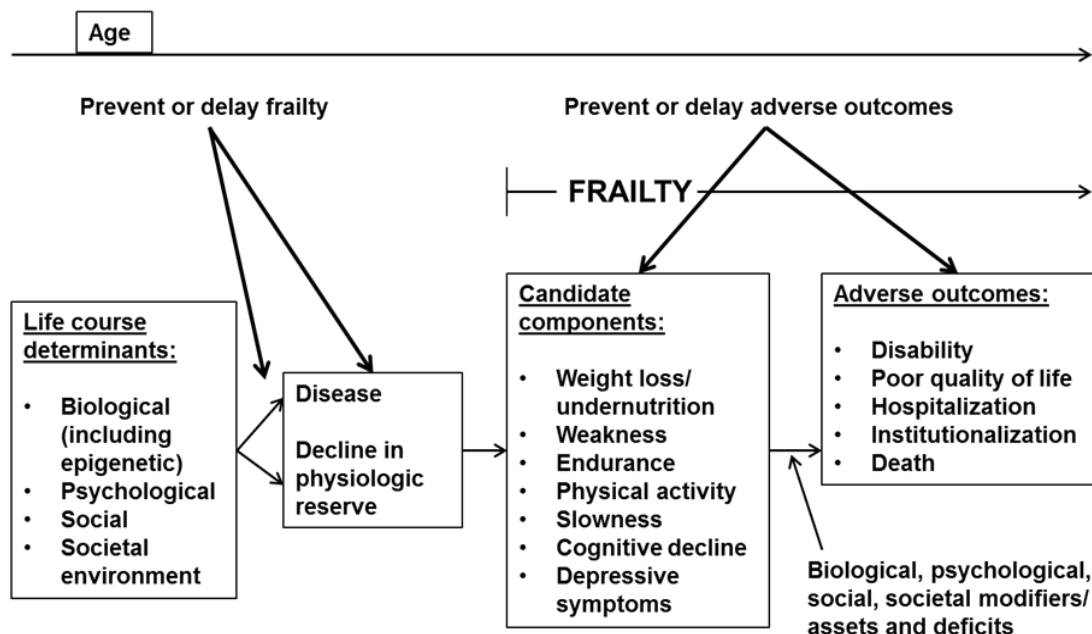 Age
Prevent or delay frailty
Prevent or delay adverse outcomes
FRAILTY
Life course
determinants:
• Biological
(including
epigenetic)
• Psychological
• Social
• Societal
environment
Disease
Decline in
physiologic
reserve
Candidate
components:
• Weight loss/
undernutrition
• Weakness
• Endurance
• Physical activity
• Slowness
• Cognitive decline
• Depressive
symptoms
Adverse outcomes:
• Disability
• Poor quality of life
• Hospitalization
• Institutionalization
• Death
Biological, psychological,
social, societal modifiers/
assets and deficits